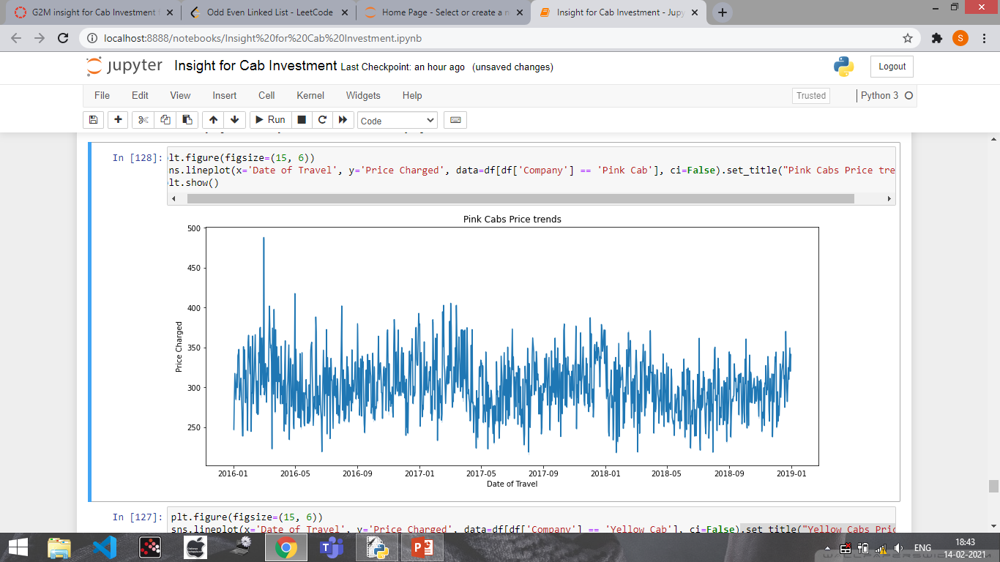 G2M insight for Cab Investment
Odd Even Linked List - LeetCode
Home Page - Select or create a n
Insight for Cab Investment - Jupy
localhost:8888/notebooks/Insight%20for%20Cab%20Investment.ipynb
S
jupyter
Insight for Cab Investment Last Checkpoint: an hour ago (unsaved changes)
Logout
File Edit View Insert Cell Kernel Widgets Help
Trusted
Python 3
Run
Code
In [128]:
lt.figure(figsize=(15, 6))
ns.lineplot(x='Date of Travel', y='Price Charged', data=df[df['Company'] == 'Pink Cab'], ci=False).set_title("Pink Cabs Price tre
lt.show()
Pink Cabs Price trends
500
450
400
350
300
250
Price Charged
2016-01 2016-05 2016-09 2017-01 2017-05 2017-09 2018-01 2018-05 2018-09 2019-01
Date of Travel
In [127]:
plt.figure(figsize=(15, 6))
sns.lineplot(x='Date of Travel', y='Price Charged', data=df[df['Company'] == 'Yellow Cab'], ci=False).set_title("Yellow Cabs Pric
ENG
18:43
14-02-2021